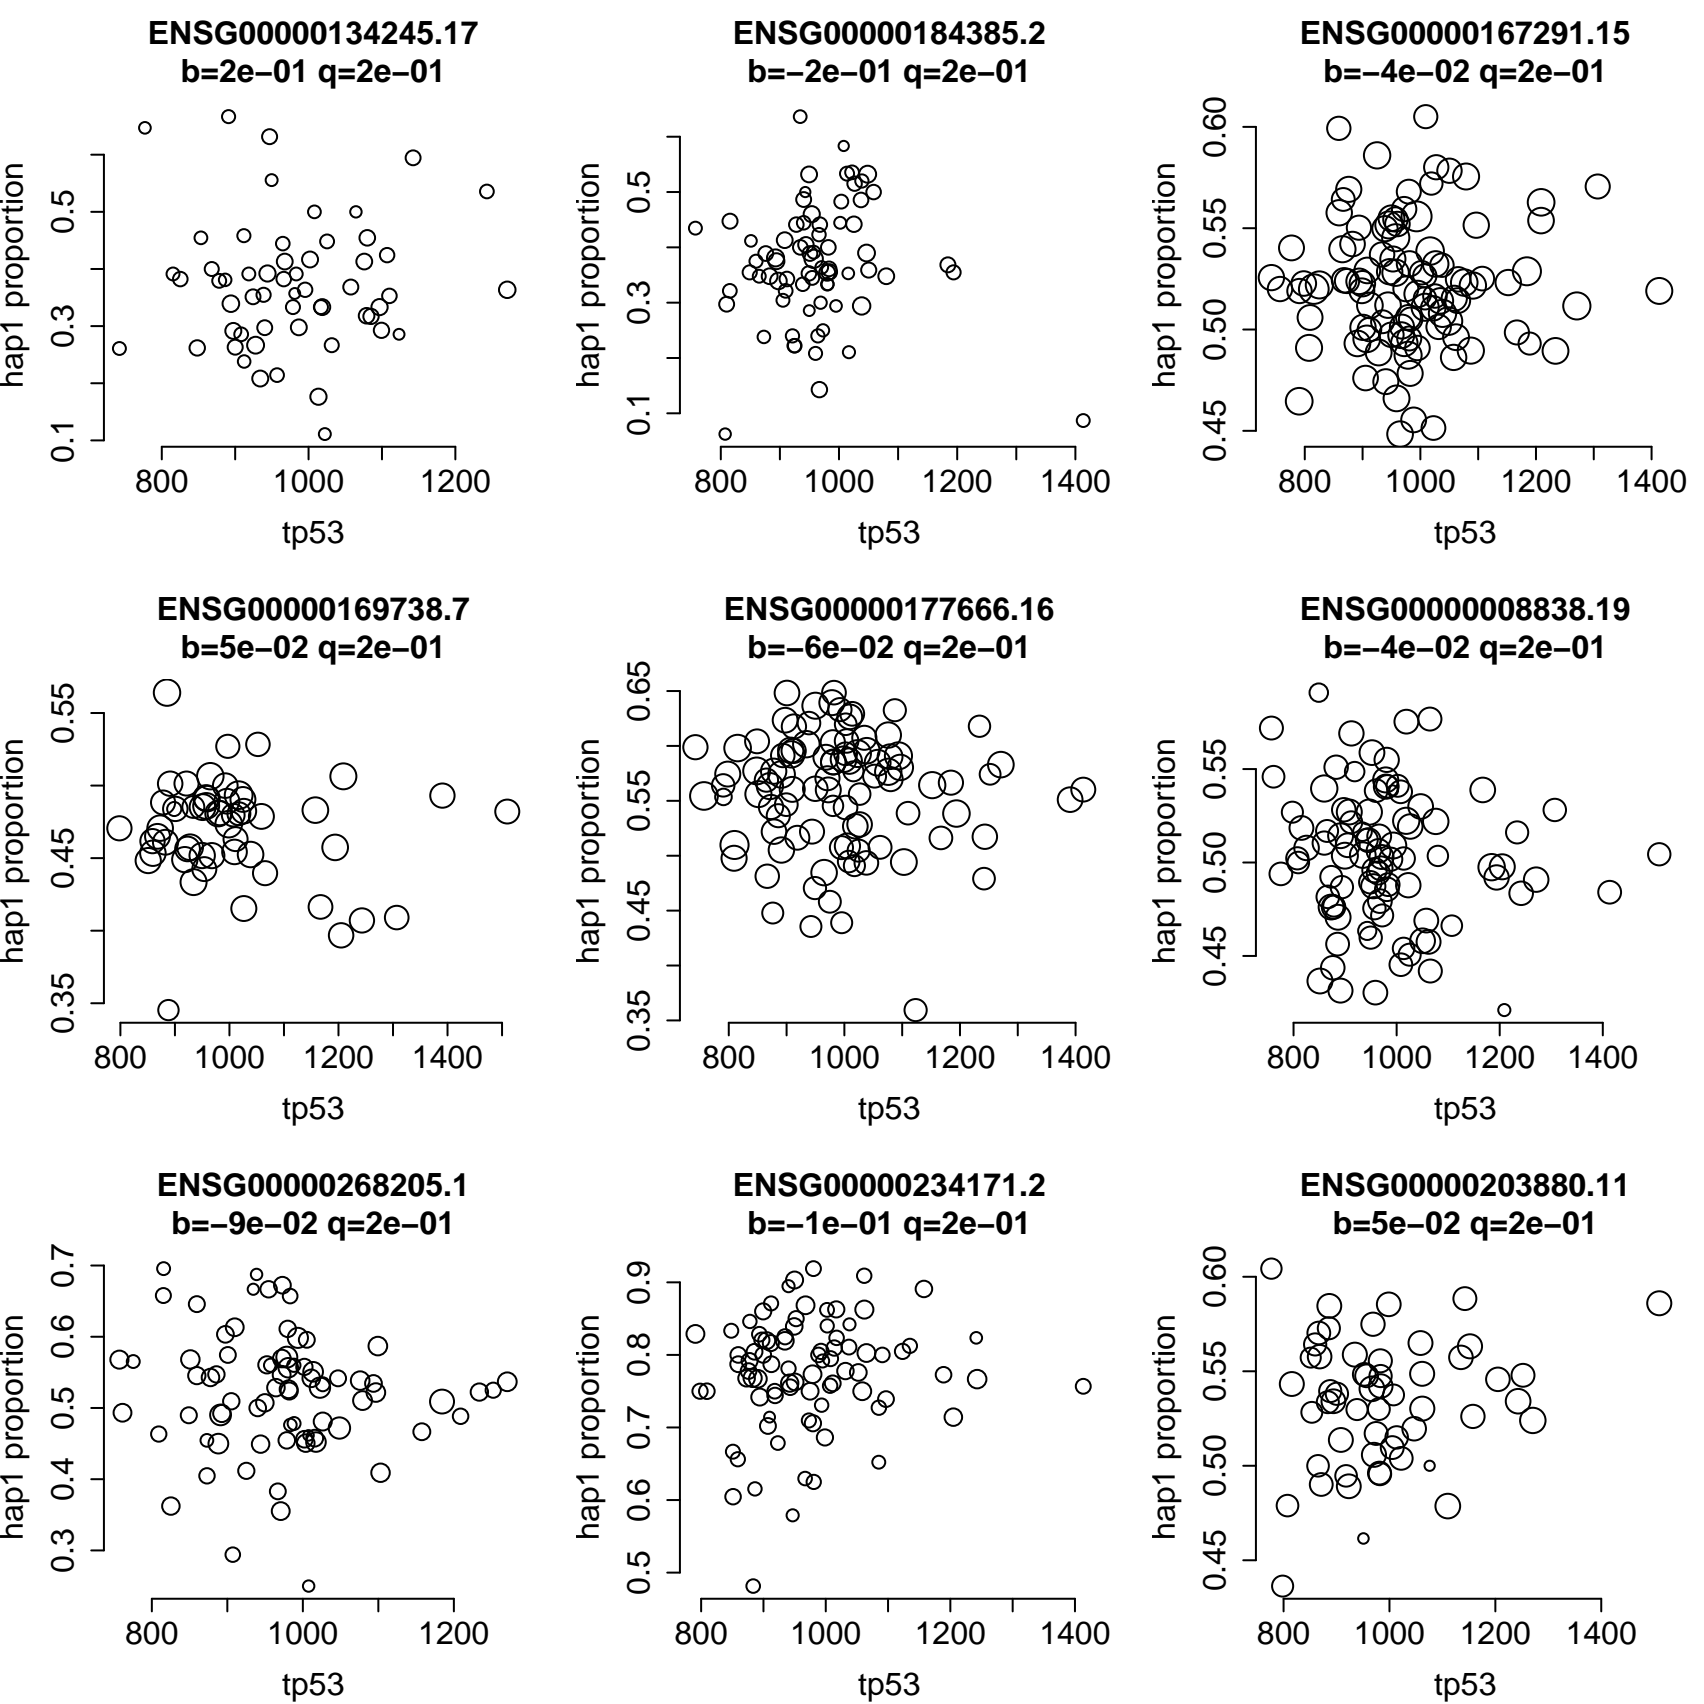 ENSG00000134245.17
b=2e−01 q=2e−01
hap1 proportion
0.1 0.3 0.5
800 1000 1200
tp53
ENSG00000184385.2
b=−2e−01 q=2e−01
hap1 proportion
0.1 0.3 0.5
800 1000 1200 1400
tp53
ENSG00000167291.15
b=−4e−02 q=2e−01
hap1 proportion
0.45 0.50 0.55 0.60
800 1000 1200 1400
tp53
ENSG00000169738.7
b=5e−02 q=2e−01
hap1 proportion
0.35 0.45 0.55
800 1000 1200 1400
tp53
ENSG00000177666.16
b=−6e−02 q=2e−01
hap1 proportion
0.35 0.45 0.55 0.65
800 1000 1200 1400
tp53
ENSG00000008838.19
b=−4e−02 q=2e−01
hap1 proportion
0.45 0.50 0.55
800 1000 1200 1400
tp53
ENSG00000268205.1
b=−9e−02 q=2e−01
hap1 proportion
0.3 0.4 0.5 0.6 0.7
800 1000 1200
tp53
ENSG00000234171.2
b=−1e−01 q=2e−01
hap1 proportion
0.5 0.6 0.7 0.8 0.9
800 1000 1200 1400
tp53
ENSG00000203880.11
b=5e−02 q=2e−01
hap1 proportion
0.45 0.50 0.55 0.60
800 1000 1200 1400
tp53